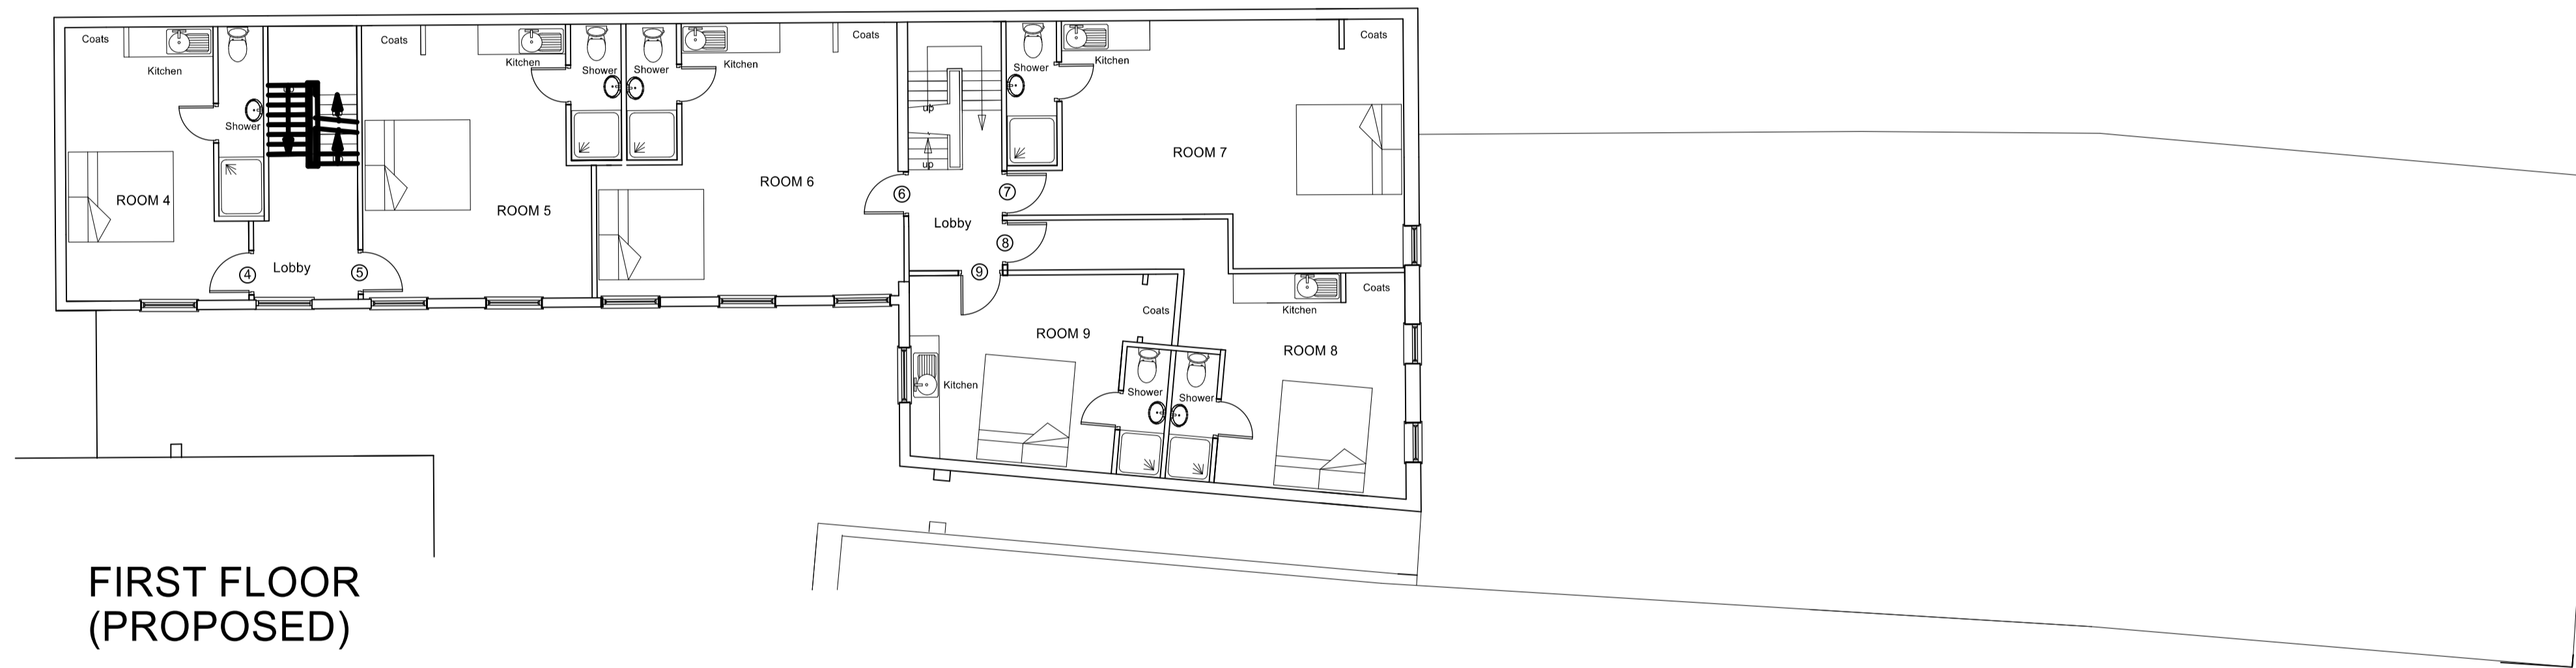 Coats
Kitchen
Shower
ROOM 4
4
Lobby
5
Coats
Kitchen
Shower
ROOM 5
Shower
Kitchen
Coats
ROOM 6
6
up
up
Lobby
7
8
9
Shower
Kitchen
Coats
ROOM 7
Coats
ROOM 9
Kitchen
Shower
Shower
Kitchen
Coats
ROOM 8
FIRST FLOOR
(PROPOSED)